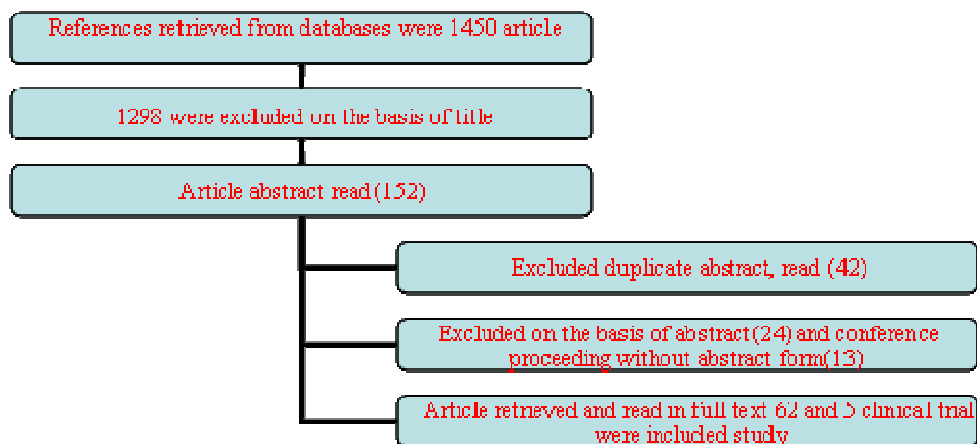 References retrieved from databases were 1450 article
1298 were excluded on the basis of title
Article abstract read (152)
Excluded duplicate abstract, read (42)
Excluded on the basis of abstract (24) and conference
proceeding without abstract form(13)
Article retrieved and read in full text 62 and 5 clinical trial
were included study